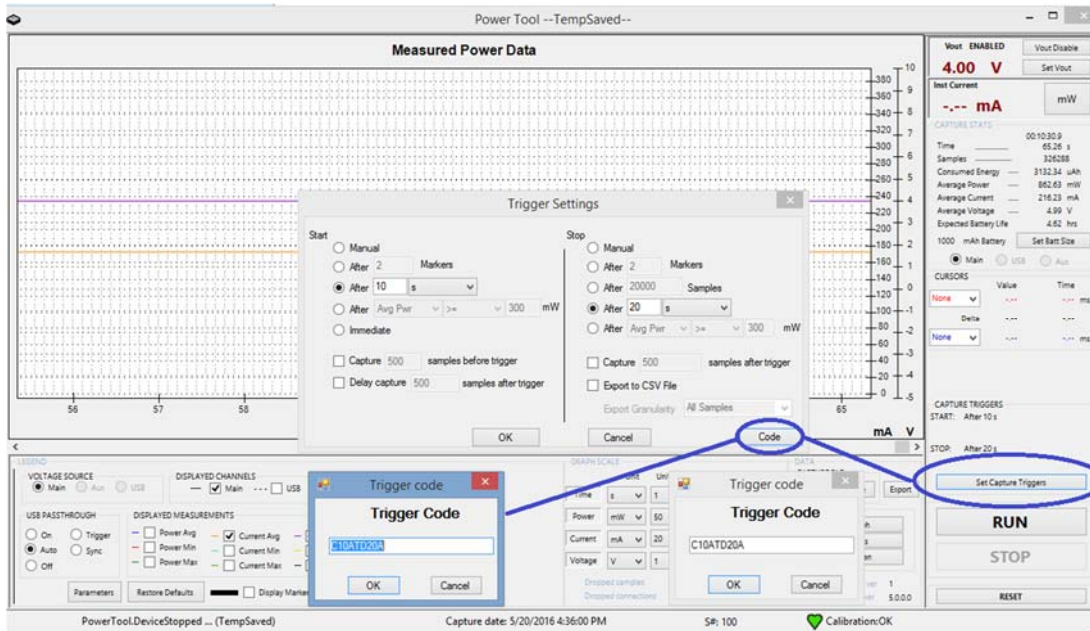 Power Tool --TempSaved--
Measured Power Data
10
380
9
360
340
8
320
7
300
6
280
260
5
240
4
220
3
200
180
2
160
140
1
120
0
100
-1
80
-2
60
-3
40
-4
20
0
-5
56 57 58 65
mA V
Vout ENABLED
Vout Disable
4.00 V
Set Vout
Inst Current
-.-- mA
mW
CAPTURE STATS
00:10:30.9
Time 65.26 s
Samples 326288
Consumed Energy 3132.34 uAh
Average Power 862.63 mW
Average Current 216.23 mA
Average Voltage 4.99 V
Expected Battery Life 4.62 hrs
1000 mAh Battery Set Batt Size
Main USB Aux
CURSORS
Value Time
None -.-- -.-- ms
Delta -.-- -.--
None -.-- -.-- ms
CAPTURE TRIGGERS
START: After 10 s
STOP: After 20 s
Set Capture Triggers
RUN
STOP
RESET
Trigger Settings
Start
Manual
After 2 Markers
After 10 s
After Avg Pwr >= 300 mW
Immediate
Capture 500 samples before trigger
Delay capture 500 samples after trigger
Stop
Manual
After 2 Markers
After 20000 Samples
After 20 s
After Avg Pwr >= 300 mW
Capture 500 samples after trigger
Export to CSV File
Export Granularity All Samples
OK Cancel Code
LEGEND
VOLTAGE SOURCE
Main Aux USB
DISPLAYED CHANNELS
Main USB
USB PASSTHROUGH
On Trigger
Auto Sync
Off
DISPLAYED MEASUREMENTS
Power Avg Current Avg
Power Min Current Min
Power Max Current Max
Parameters Restore Defaults Display
Trigger code
Trigger Code
C10ATD20A
OK Cancel
GRAPH SCALE
Time s 1
Power mW 50
Current mA 20
Voltage V 1
Dropped samples
Dropped connections
Trigger code
Trigger Code
C10ATD20A
OK Cancel
DATA
Export
1
5.0.0.0
PowerTool.DeviceStopped ... (TempSaved) Capture date: 5/20/2016 4:36:00 PM S#: 100 Calibration:OK